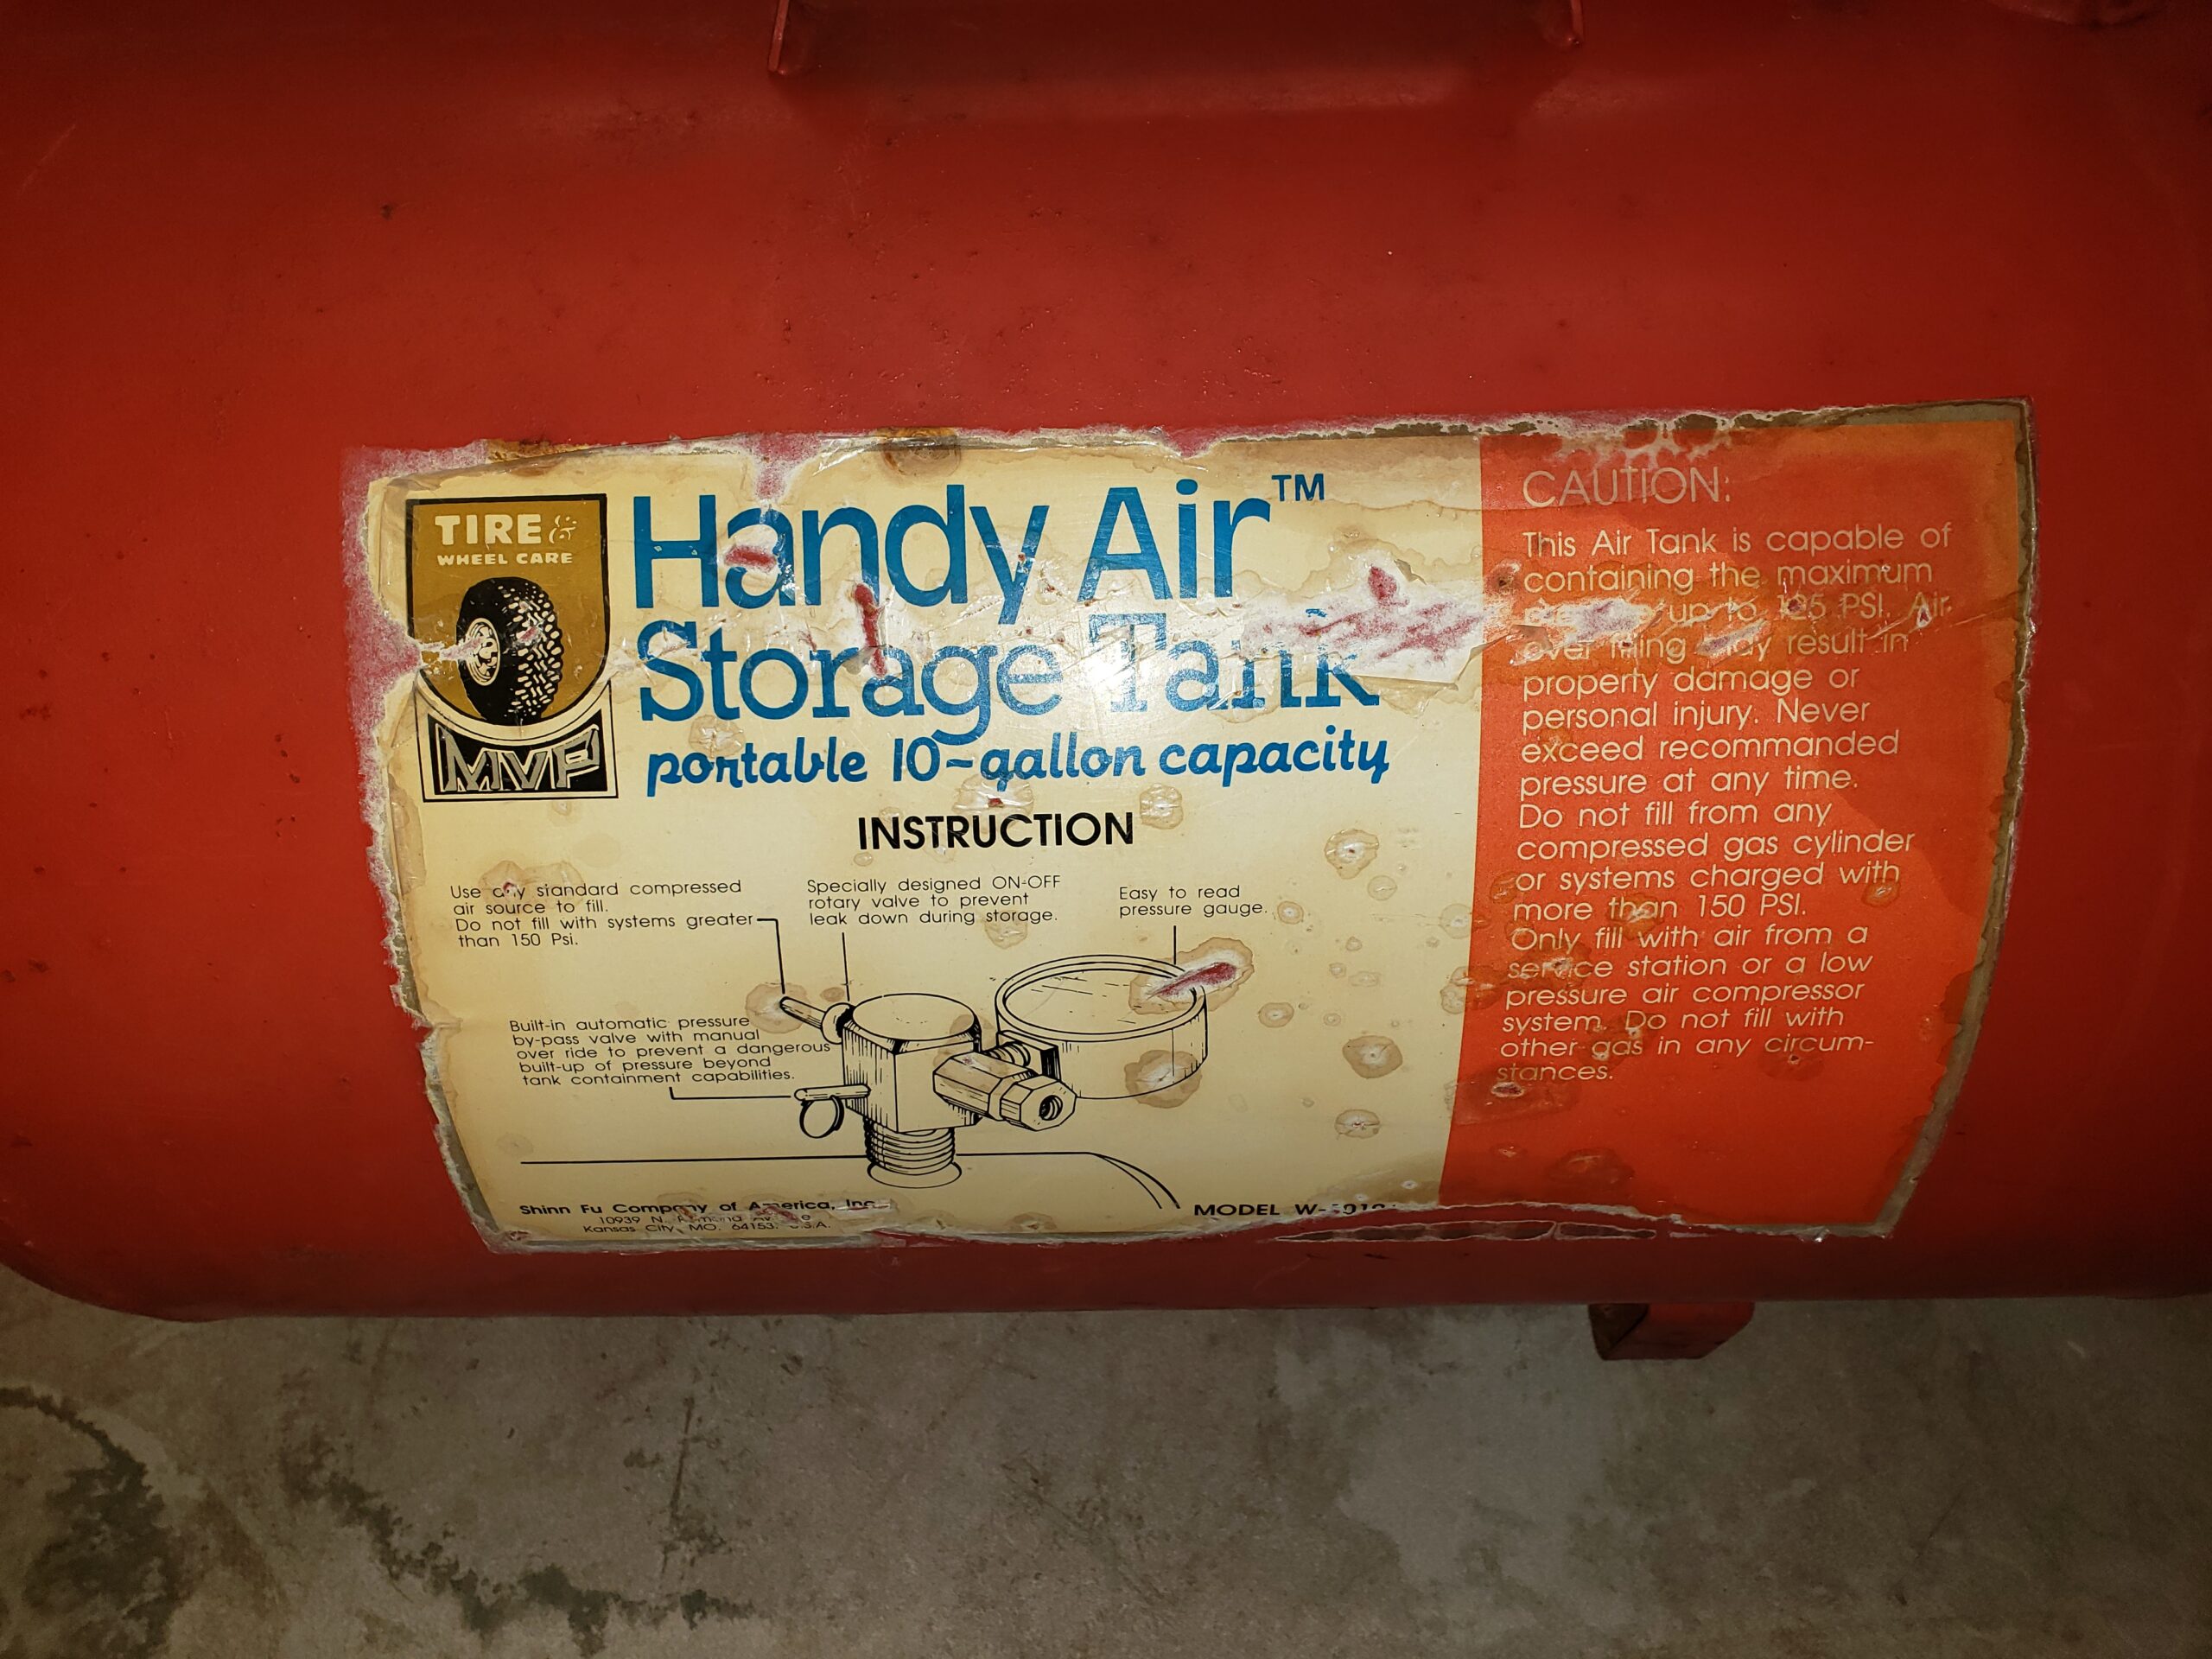 TIRE &
WHEEL CARE
MVP
Handy Air™
Storage Tank
portable 10-gallon capacity
INSTRUCTION
Use any standard compressed
air source to fill.
Do not fill with systems greater
than 150 Psi.
Specially designed ON-OFF
rotary valve to prevent
leak down during storage.
Easy to read
pressure gauge.
Built-in automatic pressure
by-pass valve with manual
over ride to prevent a dangerous
built-up of pressure beyond
tank containment capabilities.
Shinn Fu Company of America, Inc.
10939 N.
Kansas City, MO. 64153. U.S.A.
MODEL
CAUTION:
This Air Tank is capable of
containing the maximum
up to 125 PSI. Air
over filling may result in
property damage or
personal injury. Never
exceed recommanded
pressure at any time.
Do not fill from any
compressed gas cylinder
or systems charged with
more than 150 PSI.
Only fill with air from a
service station or a low
pressure air compressor
system. Do not fill with
other gas in any circum-
stances.